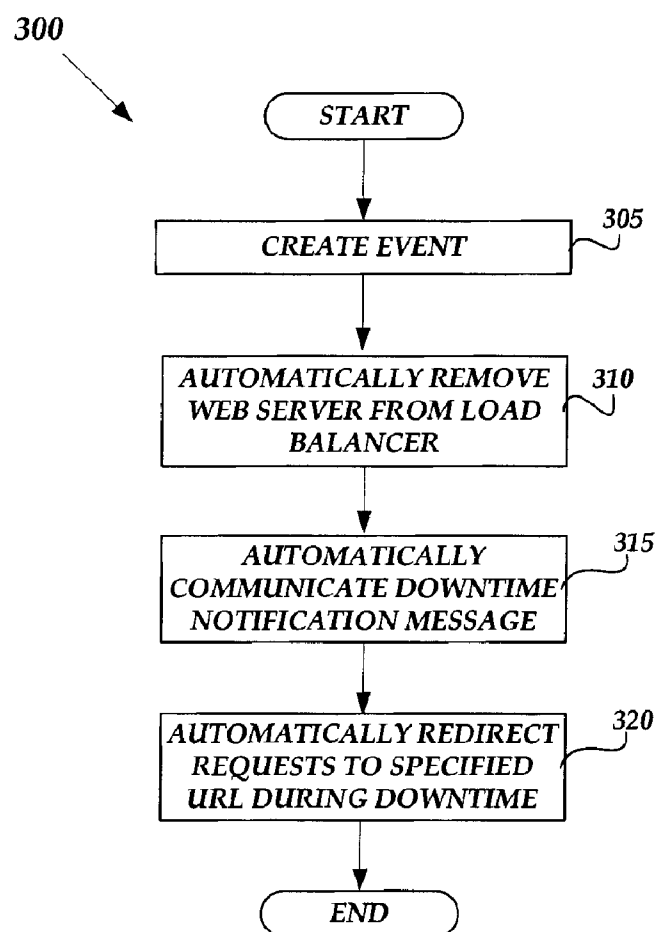 300
START
CREATE EVENT
305
AUTOMATICALLY REMOVE
WEB SERVER FROM LOAD
BALANCER
310
AUTOMATICALLY
COMMUNICATE DOWNTIME
NOTIFICATION MESSAGE
315
AUTOMATICALLY REDIRECT
REQUESTS TO SPECIFIED
URL DURING DOWNTIME
320
END